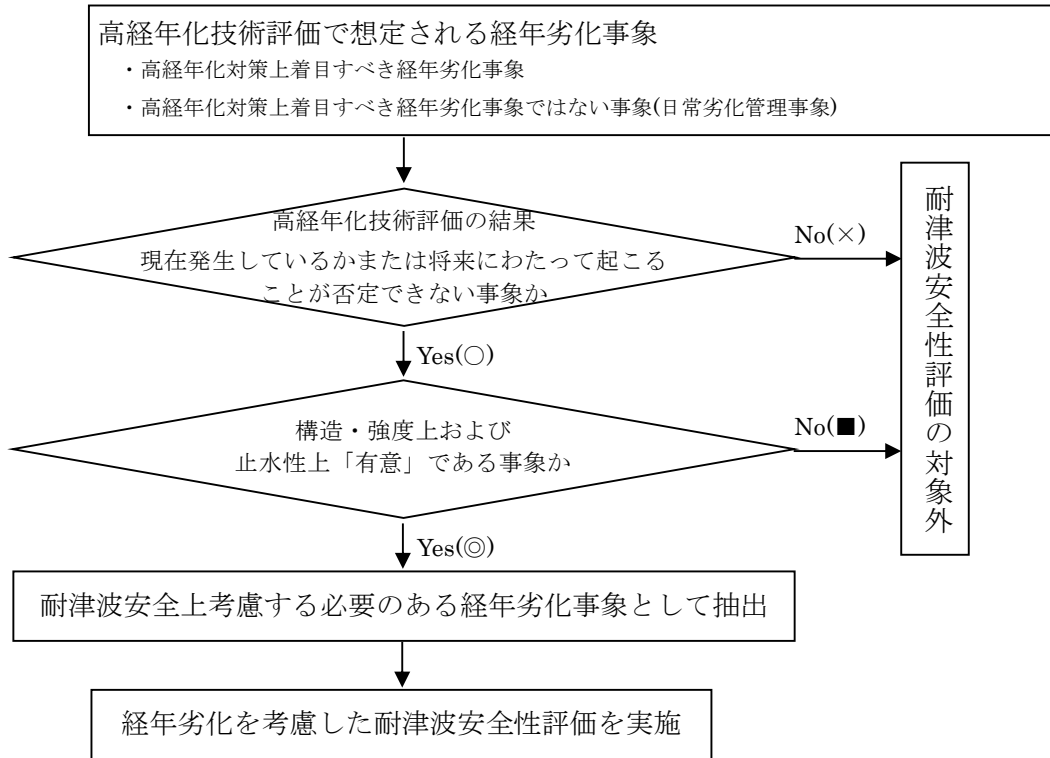 高経年化技術評価で想定される経年劣化事象
・高経年化対策上着目すべき経年劣化事象
・高経年化対策上着目すべき経年劣化事象ではない事象(日常劣化管理事象)
高経年化技術評価の結果
現在発生しているかまたは将来にわたって起こる
ことが否定できない事象か
No(×)
Yes(○)
構造・強度上および
止水性上「有意」である事象か
No(■)
Yes(◎)
耐津波安全性評価の対象外
耐津波安全上考慮する必要のある経年劣化事象として抽出
経年劣化を考慮した耐津波安全性評価を実施